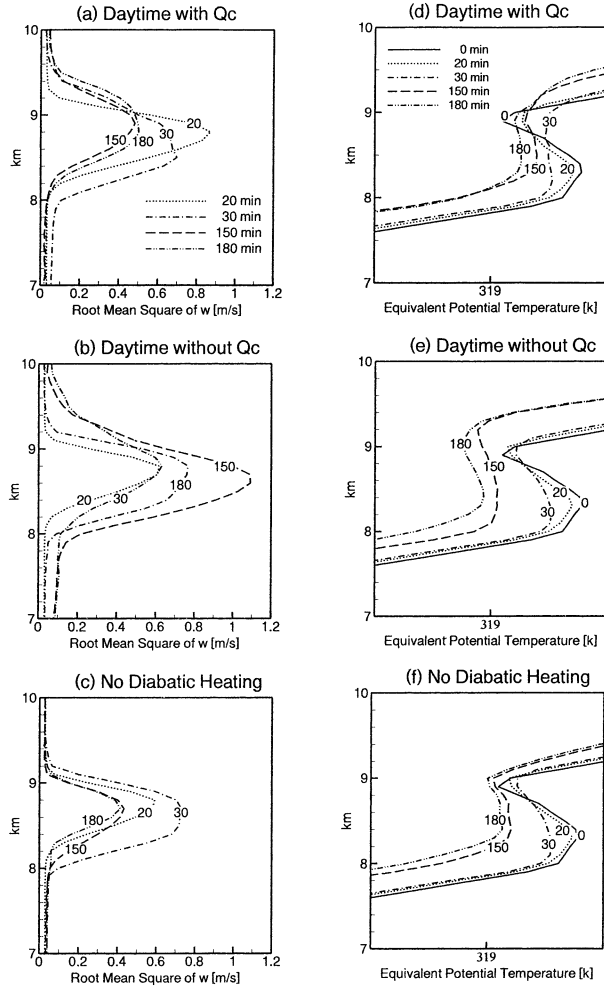 (a) Daytime with Qc
10
9
8
7
km
20
30
150
180
20 min
30 min
150 min
180 min
0 0.2 0.4 0.6 0.8 1 1.2
Root Mean Square of w [m/s]
(d) Daytime with Qc
10
9
8
7
km
0 min
20 min
30 min
150 min
180 min
0
30
180
150
20
319
Equivalent Potential Temperature [k]
(b) Daytime without Qc
10
9
8
7
km
150
180
20
30
0 0.2 0.4 0.6 0.8 1 1.2
Root Mean Square of w [m/s]
(e) Daytime without Qc
10
9
8
7
km
180
150
20
0
30
319
Equivalent Potential Temperature [k]
(c) No Diabatic Heating
10
9
8
7
km
180
20
30
150
0 0.2 0.4 0.6 0.8 1 1.2
Root Mean Square of w [m/s]
(f) No Diabatic Heating
10
9
8
7
km
180
150
20
0
30
319
Equivalent Potential Temperature [k]